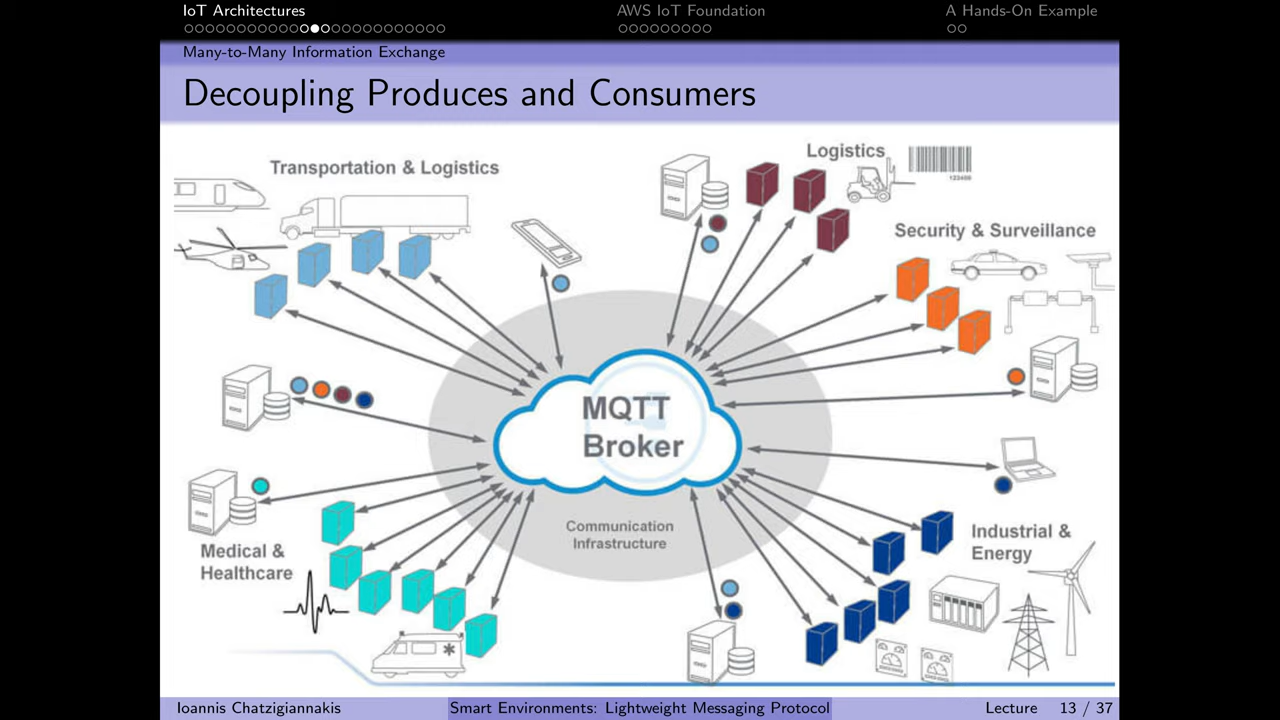 IoT Architectures
AWS IoT Foundation
A Hands-On Example
Many-to-Many Information Exchange
Decoupling Produces and Consumers
Transportation & Logistics
Logistics
Security & Surveillance
MQTT
Broker
Communication
Infrastructure
Medical &
Healthcare
Industrial &
Energy
Ioannis Chatzigiannakis
Smart Environments: Lightweight Messaging Protocol
Lecture
13 / 37